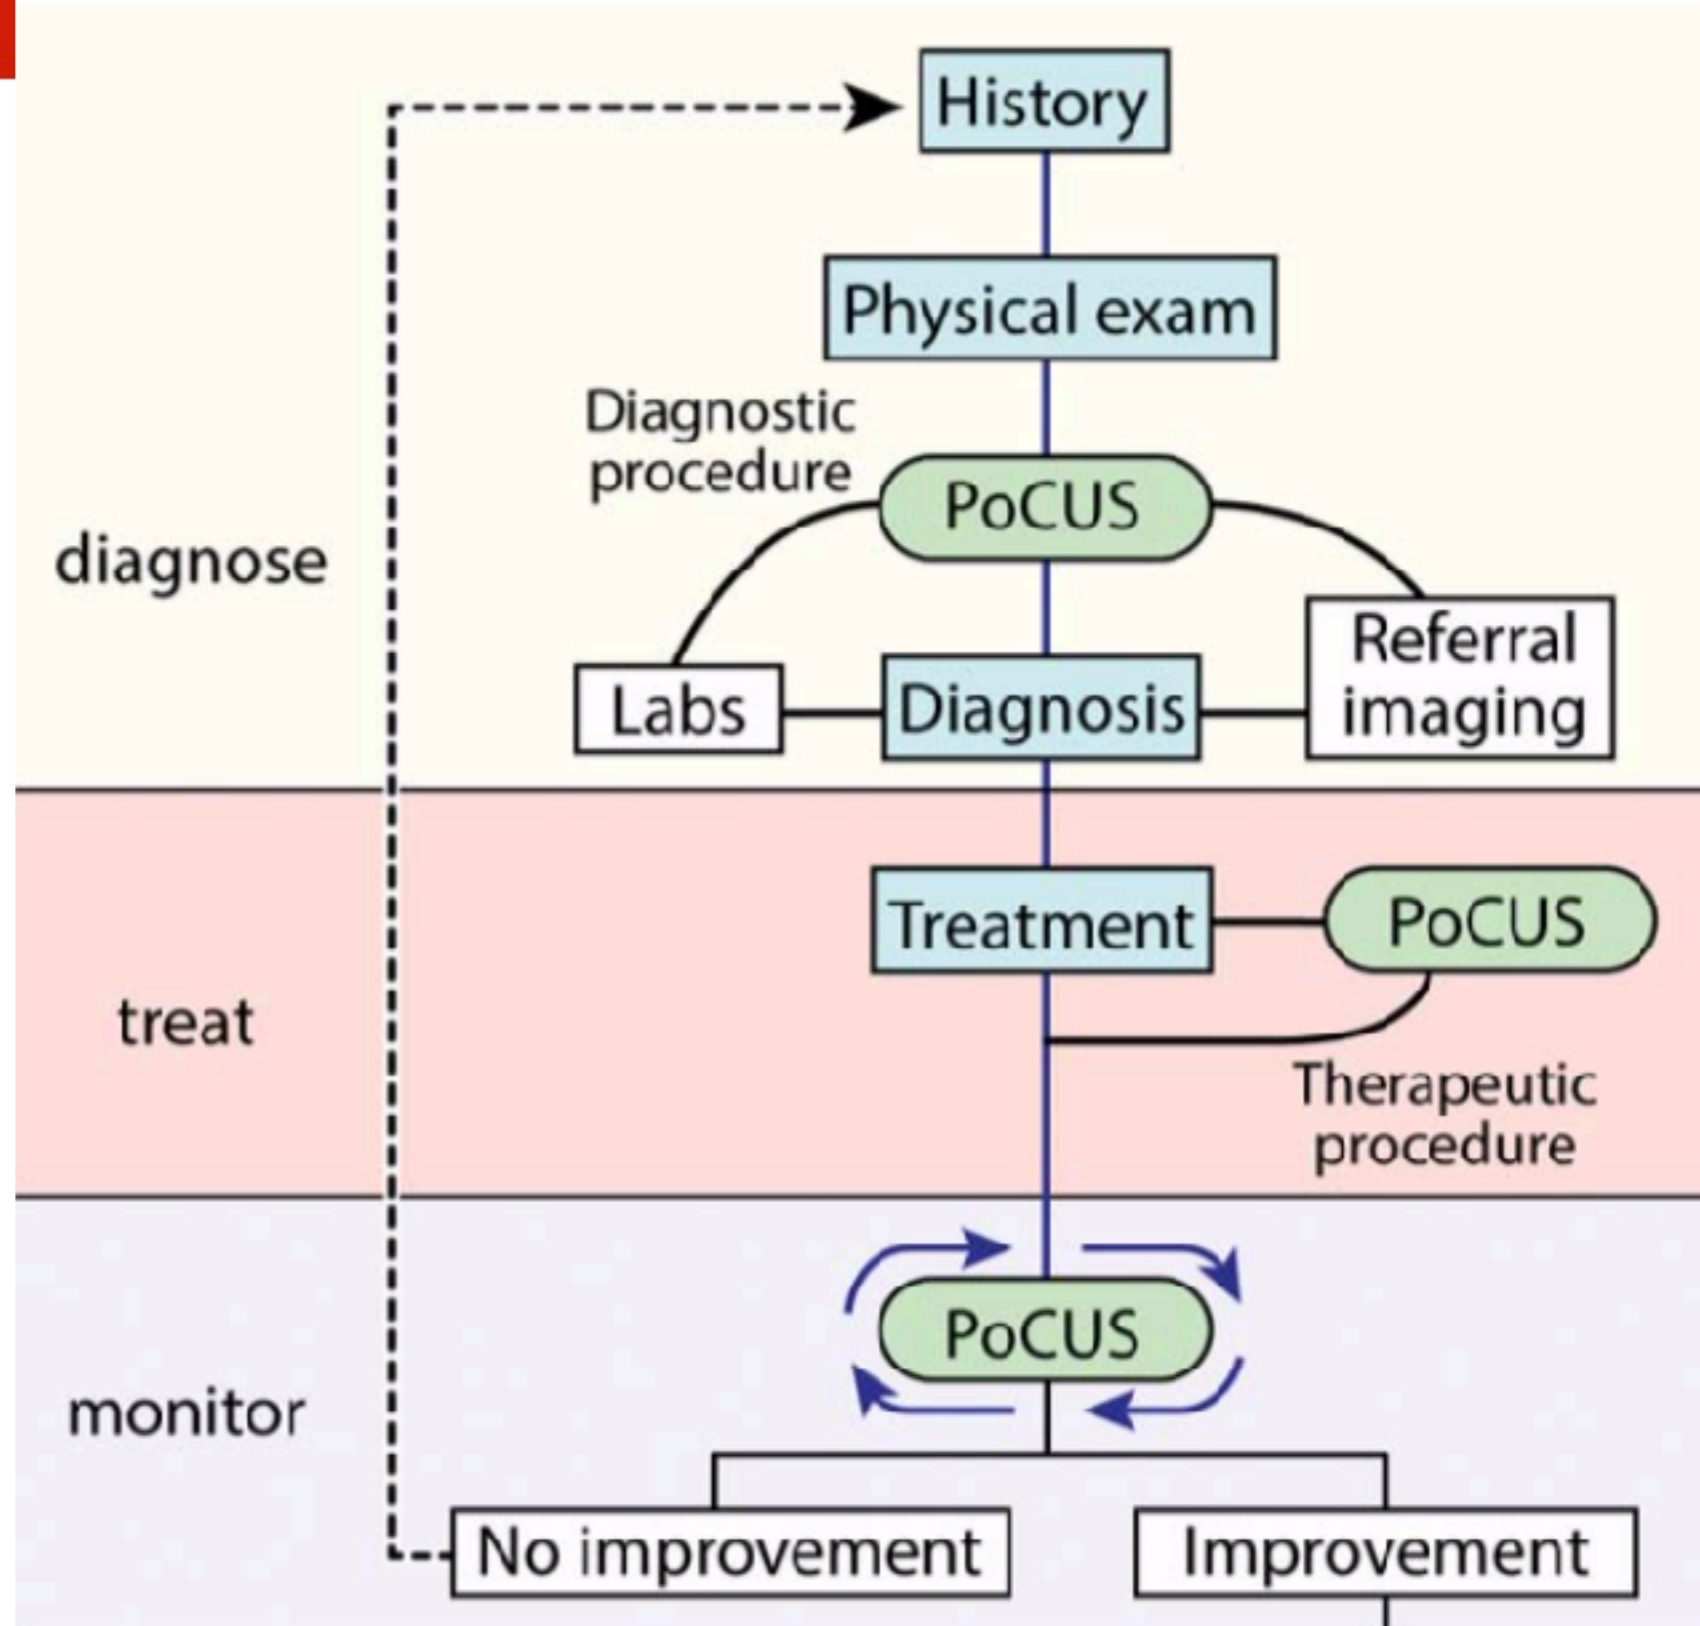 History
Physical exam
Diagnostic
procedure
PoCUS
diagnose
Labs
Diagnosis
Referral
imaging
Treatment
PoCUS
treat
Therapeutic
procedure
PoCUS
monitor
No improvement
Improvement